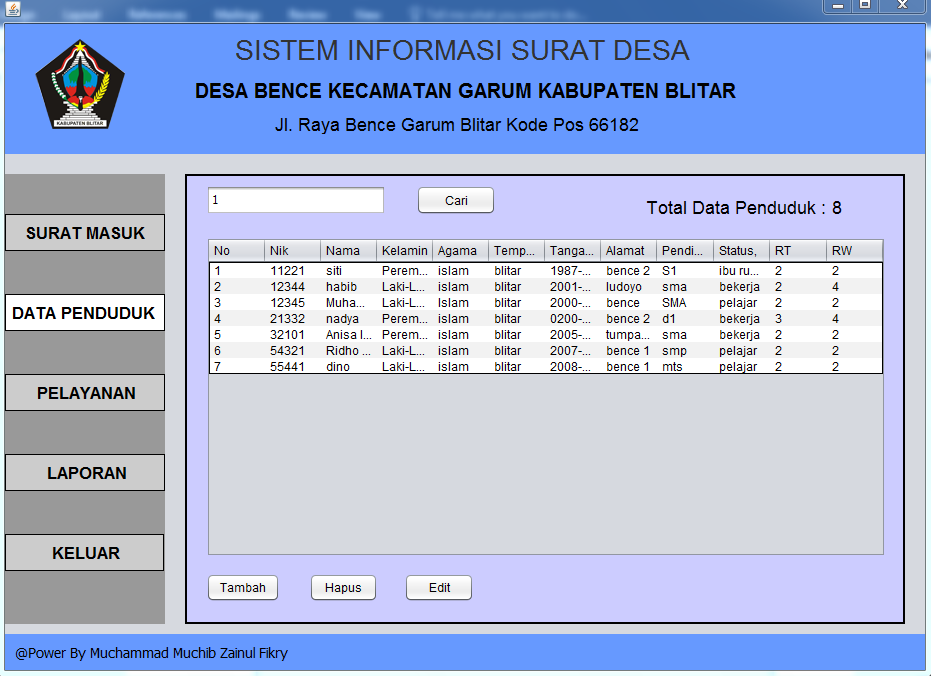 SISTEM INFORMASI SURAT DESA
DESA BENCE KECAMATAN GARUM KABUPATEN BLITAR
Jl. Raya Bence Garum Blitar Kode Pos 66182
KABUPATEN BLITAR
SURAT MASUK
DATA PENDUDUK
PELAYANAN
LAPORAN
KELUAR
1 Cari Total Data Penduduk : 8
No Nik Nama Kelamin Agama Temp... Tanga... Alamat Pendi... Status, RT RW
1 11221 siti Perem... islam blitar 1987-... bence 2 S1 ibu ru... 2 2
2 12344 habib Laki-L... islam blitar 2001-... ludoyo sma bekerja 2 4
3 12345 Muha... Laki-L... islam blitar 2000-... bence SMA pelajar 2 2
4 21332 nadya Perem... islam blitar 0200-... bence 2 d1 bekerja 3 4
5 32101 Anisa I... Perem... islam blitar 2005-... tumpa... sma bekerja 2 2
6 54321 Ridho ... Laki-L... islam blitar 2007-... bence 1 smp pelajar 2 2
7 55441 dino Laki-L... islam blitar 2008-... bence 1 mts pelajar 2 2
Tambah Hapus Edit
@Power By Muchammad Muchib Zainul Fikry